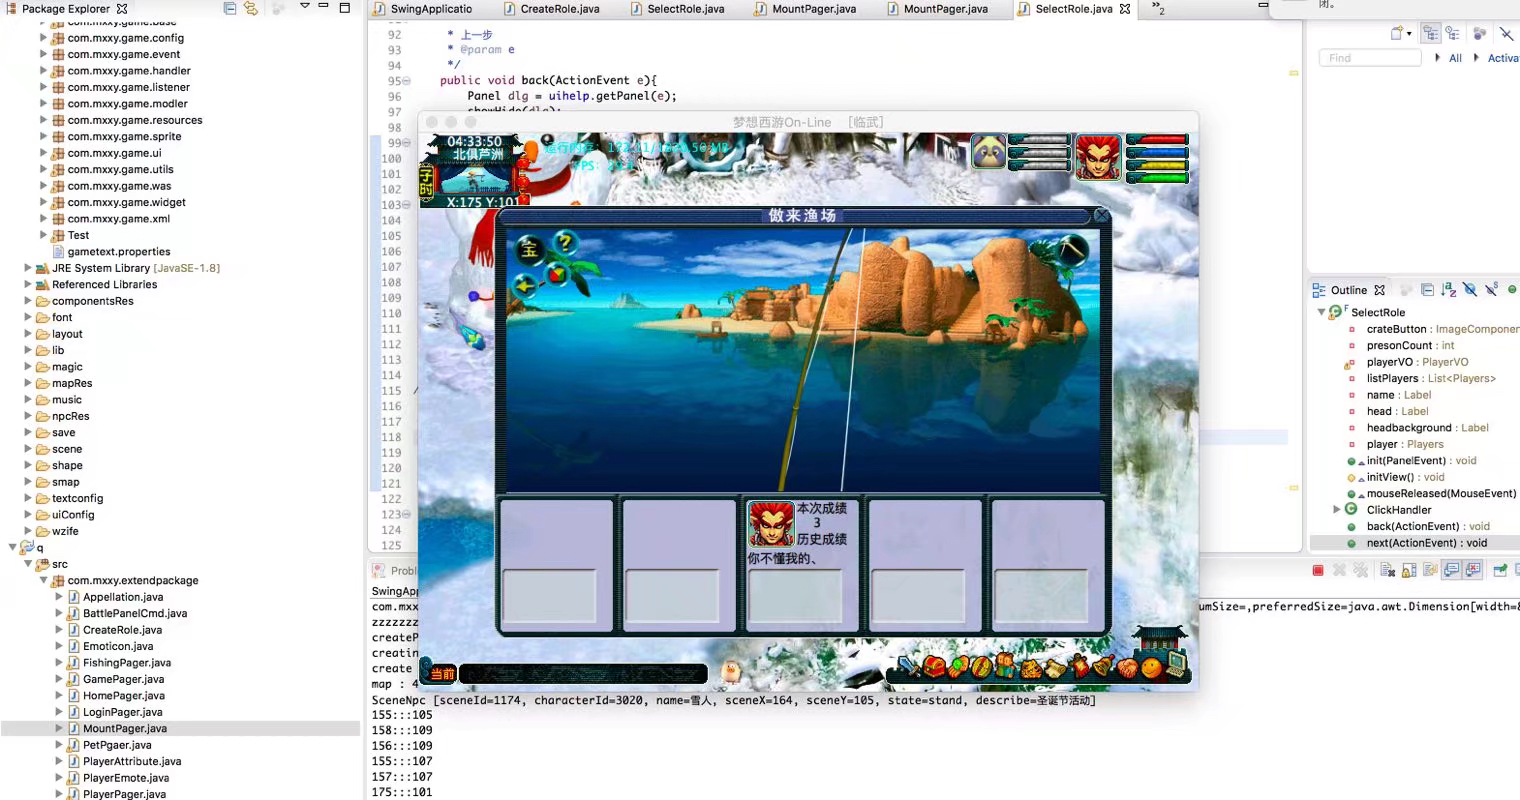 Package Explorer
com.mxxy.game.base
com.mxxy.game.config
com.mxxy.game.event
com.mxxy.game.handler
com.mxxy.game.listener
com.mxxy.game.modler
com.mxxy.game.resources
com.mxxy.game.sprite
com.mxxy.game.ui
com.mxxy.game.utils
com.mxxy.game.was
com.mxxy.game.widget
com.mxxy.game.xml
Test
gametext.properties
JRE System Library [JavaSE-1.8]
Referenced Libraries
componentsRes
font
layout
lib
magic
mapRes
music
npcRes
save
scene
shape
smap
textconfig
uiConfig
wzife
q
src
com.mxxy.extendpackage
Appellation.java
BattlePanelCmd.java
CreateRole.java
Emoticon.java
FishingPager.java
GamePager.java
HomePager.java
LoginPager.java
MountPager.java
PetPgaer.java
PlayerAttribute.java
PlayerEmote.java
PlayerPager.java
SwingApplicatio
CreateRole.java
SelectRole.java
MountPager.java
MountPager.java
SelectRole.java
»2
闭。
92 * 上一步
93 * @param e
94 */
95 public void back(ActionEvent e){
96 Panel dlg = uihelp.getPanel(e);
97 showHide(dlg);
98
99
100
101
102
103
104
105
106
107
108
109
110
111
112
113
114
115 /
116
117
118
119
120
121
122
123
124
125
梦想西游On-Line [临武]
04:33:50
北俱芦洲
子时
X:175 Y:101
傲来渔场
宝
?
本次成绩
3
历史成绩
你不懂我的、
当前
Find
All
Activa
Outline
SelectRole
crateButton : ImageComponen
presonCount : int
playerVO : PlayerVO
listPlayers : List<Players>
name : Label
head : Label
headbackground : Label
player : Players
init(PanelEvent) : void
initView() : void
mouseReleased(MouseEvent)
ClickHandler
back(ActionEvent) : void
next(ActionEvent) : void
Probl
SwingApp
com.mxx
umSize=,preferredSize=java.awt.Dimension[width=
zzzzzz
createP
creatin
create
map : 4
SceneNpc [sceneId=1174, characterId=3020, name=雪人, sceneX=164, sceneY=105, state=stand, describe=圣诞节活动]
155:::105
158:::109
156:::109
155:::107
157:::107
175:::101